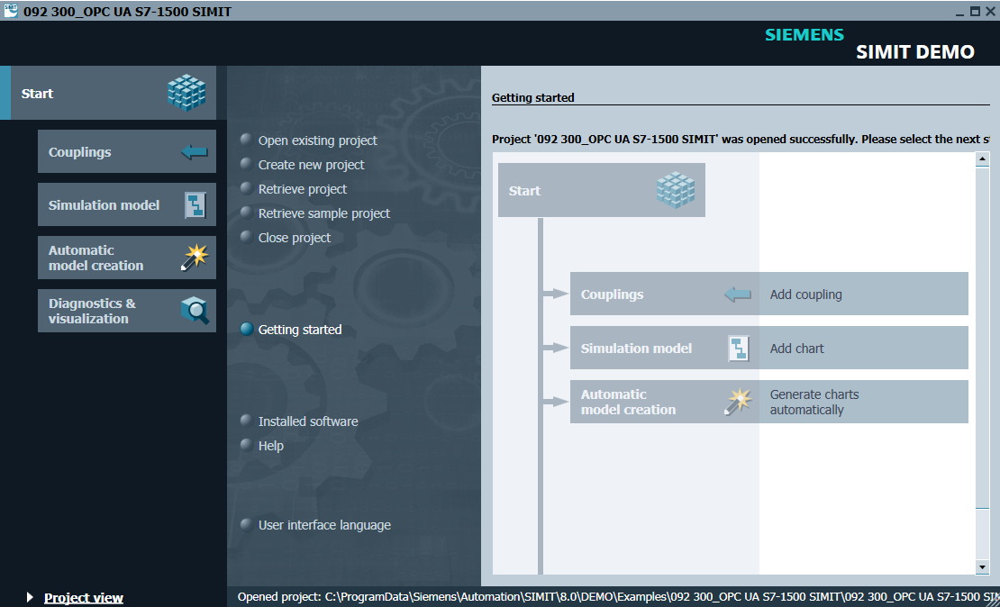 SIMIT
092 300_OPC UA S7-1500 SIMIT
SIEMENS
SIMIT DEMO
Start
Couplings
Simulation model
Automatic
model creation
Diagnostics &
visualization
Project view
Open existing project
Create new project
Retrieve project
Retrieve sample project
Close project
Getting started
Installed software
Help
User interface language
Getting started
Project '092 300_OPC UA S7-1500 SIMIT' was opened successfully. Please select the next
Start
Couplings
Add coupling
Simulation model
Add chart
Automatic
model creation
Generate charts
automatically
Opened project: C:\ProgramData\Siemens\Automation\SIMIT\8.0\DEMO\Examples\092 300_OPC UA S7-1500 SIMIT\092 300_OPC UA S7-1500